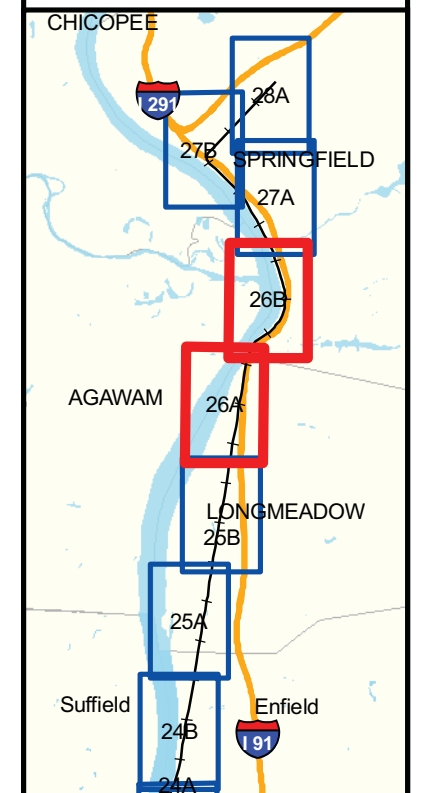 CHICOPEE
28A
I 291
27B
SPRINGFIELD
27A
26B
AGAWAM
26A
LONGMEADOW
25B
25A
Suffield
Enfield
24B
I 91
24A